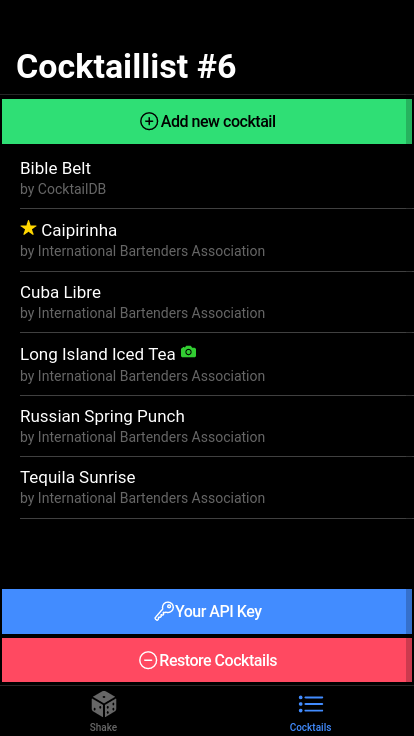 Cocktaillist #6
Add new cocktail
Bible Belt
by CocktailDB
Caipirinha
by International Bartenders Association
Cuba Libre
by International Bartenders Association
Long Island Iced Tea
by International Bartenders Association
Russian Spring Punch
by International Bartenders Association
Tequila Sunrise
by International Bartenders Association
Your API Key
Restore Cocktails
Shake
Cocktails